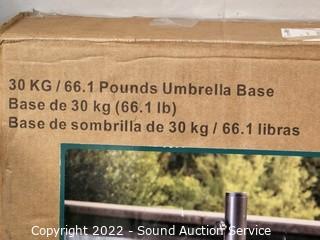 30 KG / 66.1 Pounds Umbrella Base
Base de 30 kg (66.1 lb)
Base de sombrilla de 30 kg / 66.1 libras
Copyright 2022 - Sound Auction Service